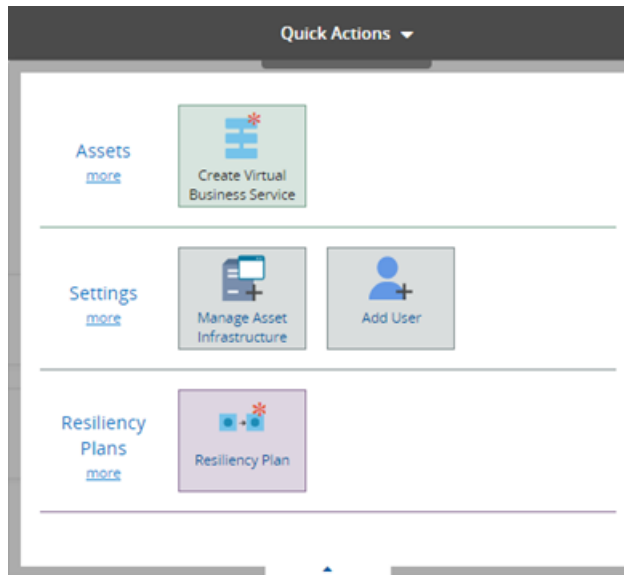 Quick Actions
Assets
more
Create Virtual
Business Service
Settings
more
Manage Asset
Infrastructure
Add User
Resiliency
Plans
more
Resiliency Plan